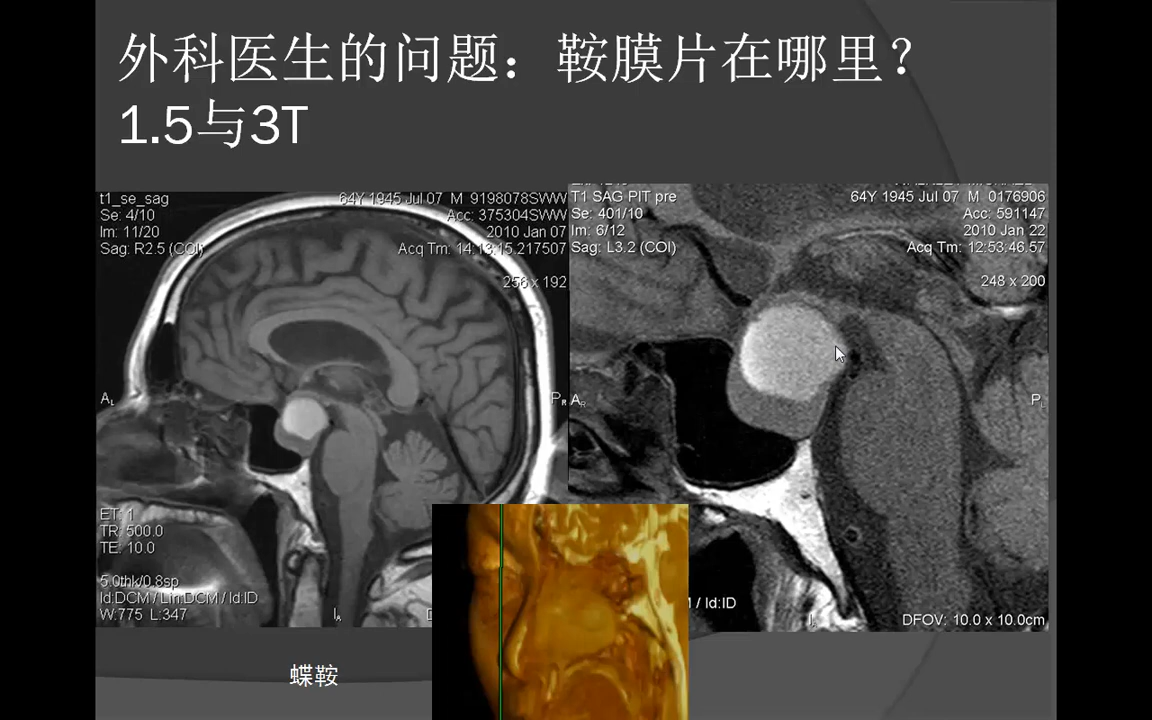 外科医生的问题：鞍膜片在哪里？
1.5与3T
t1_se_sag
Se: 4/10
Im: 11/20
Sag: R2.5 (COI)
64Y 1945 Jul 07 M 9198078SWW
Acc: 375304SWW
2010 Jan 07
Acq Tm: 14:13:15.217507
256 x 192
A L
P R
ET: 1
TR: 500.0
TE: 10.0
5.0thk/0.8sp
Id:DCM / Lin:DCM / Id:ID
W:775 L:347
I A
T1 SAG PIT pre
Se: 401/10
Im: 6/12
Sag: L3.2 (COI)
64Y 1945 Jul 07 M 0176906
Acc: 591147
2010 Jan 22
Acq Tm: 12:53:46.57
248 x 200
A R
P L
/ Id:ID
DFOV: 10.0 x 10.0cm
蝶鞍